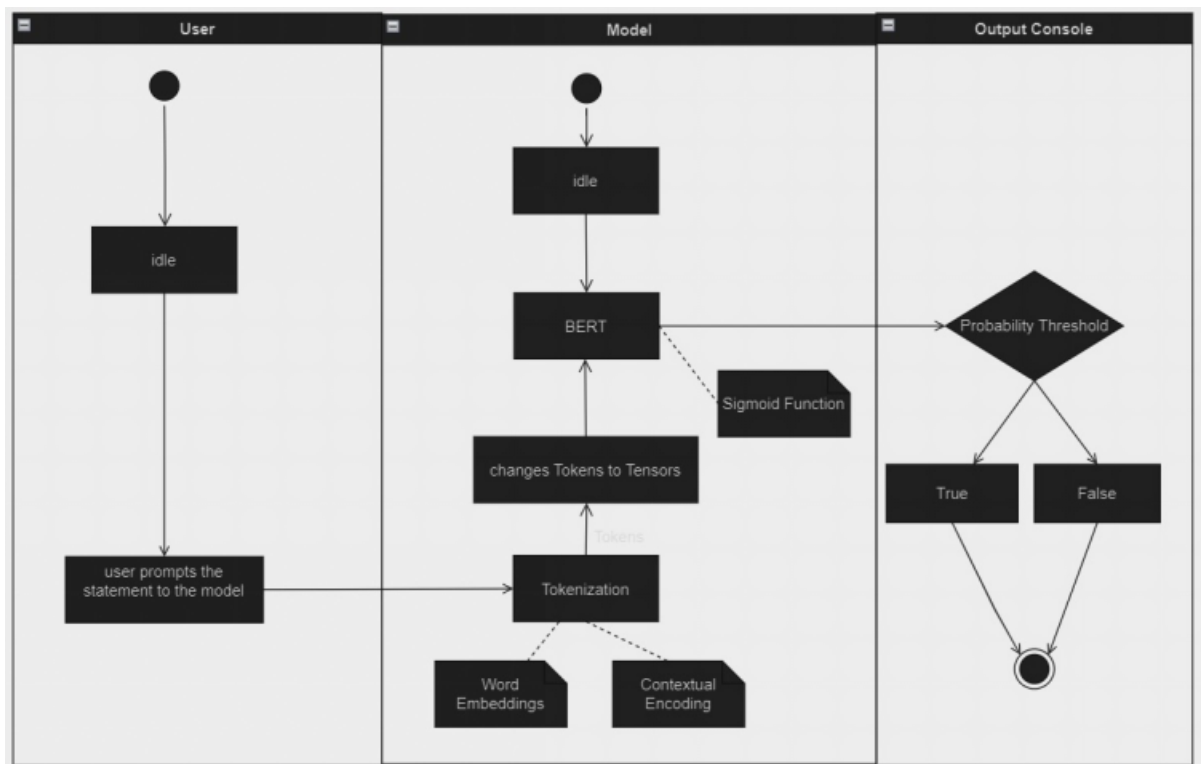 User
Model
Output Console
idle
idle
BERT
Probability Threshold
Sigmoid Function
changes Tokens to Tensors
True
False
Tokens
user prompts the
statement to the model
Tokenization
Word
Embeddings
Contextual
Encoding